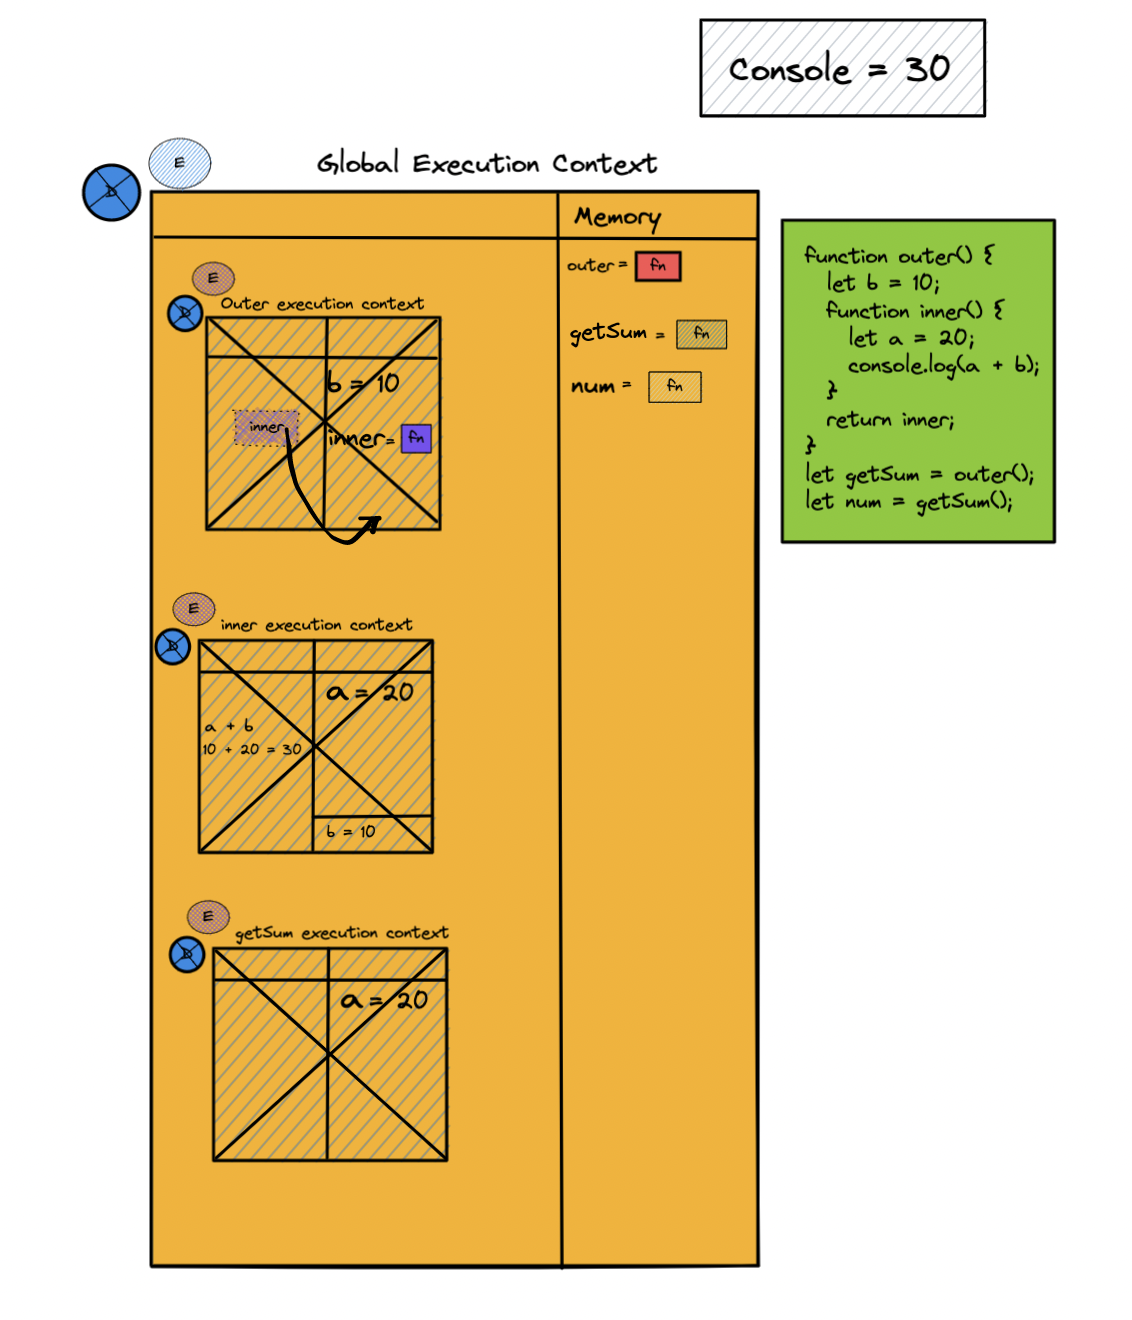 Console = 30
E
D
Global Execution Context
Memory
outer = fn
getSum = fn
num = fn
E
D
Outer execution context
b = 10
inner
inner= fn
E
D
inner execution context
a = 20
a + b
10 + 20 = 30
b = 10
E
D
getSum execution context
a = 20
function outer() {
let b = 10;
function inner() {
let a = 20;
console.log(a + b);
}
return inner;
}
let getSum = outer();
let num = getSum();